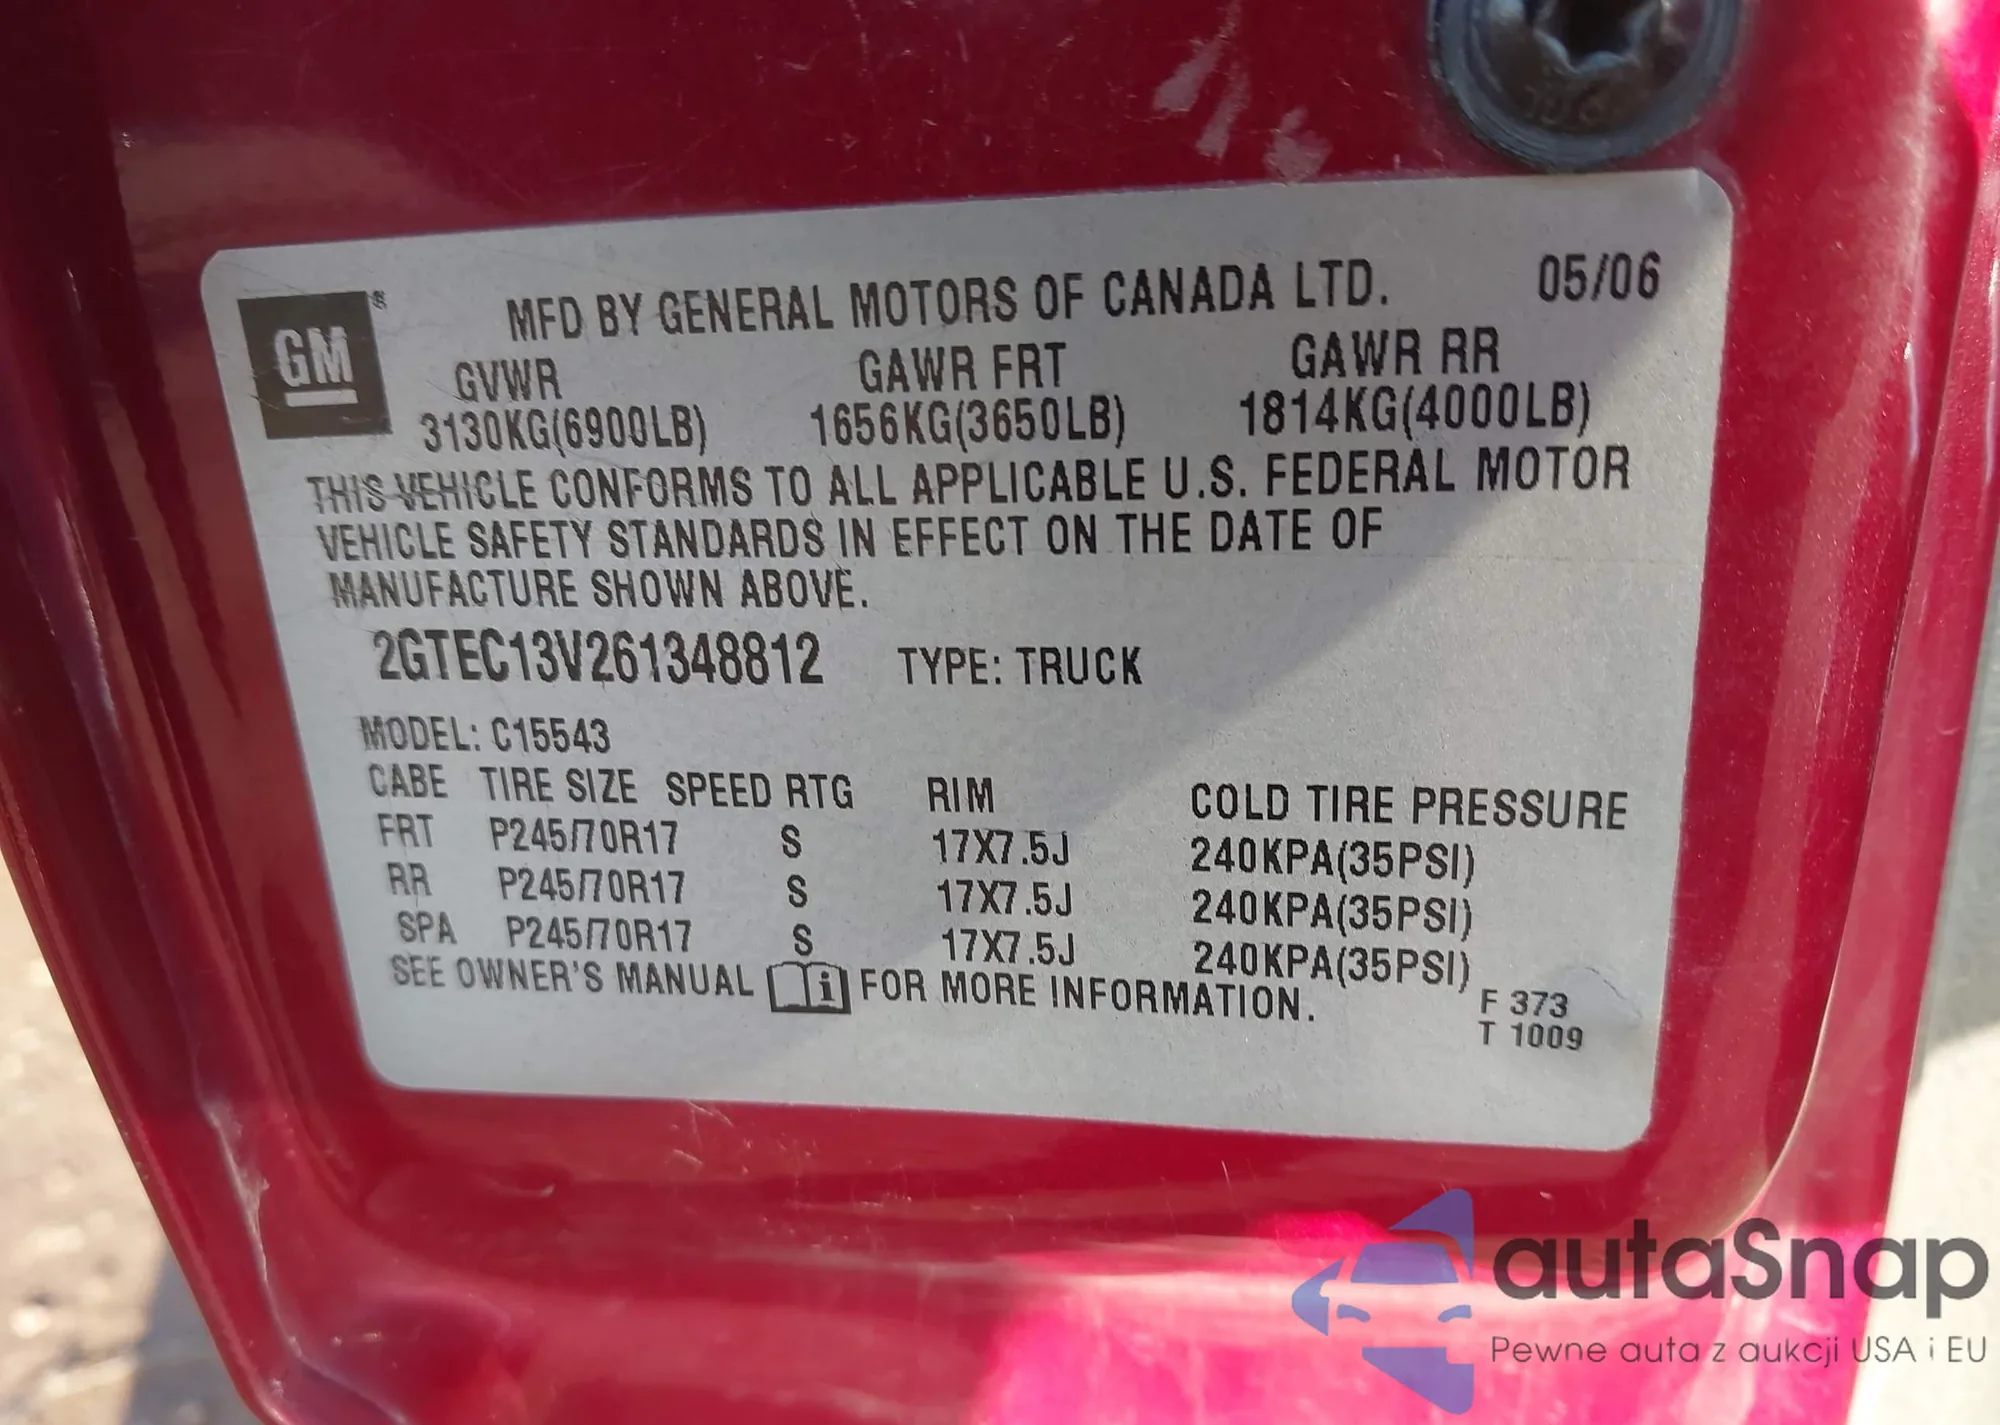 MFD BY GENERAL MOTORS OF CANADA LTD. 05/06
GM®
GVWR GAWR FRT GAWR RR
3130KG(6900LB) 1656KG(3650LB) 1814KG(4000LB)
THIS VEHICLE CONFORMS TO ALL APPLICABLE U.S. FEDERAL MOTOR
VEHICLE SAFETY STANDARDS IN EFFECT ON THE DATE OF
MANUFACTURE SHOWN ABOVE.
2GTEC13V261348812 TYPE: TRUCK
MODEL: C15543
CABE TIRE SIZE SPEED RTG RIM COLD TIRE PRESSURE
FRT P245/70R17 S 17X7.5J 240KPA(35PSI)
RR P245/70R17 S 17X7.5J 240KPA(35PSI)
SPA P245/70R17 S 17X7.5J 240KPA(35PSI)
SEE OWNER'S MANUAL i FOR MORE INFORMATION.
F 373
T 1009
autaSnap
Pewne auta z aukcji USA i EU